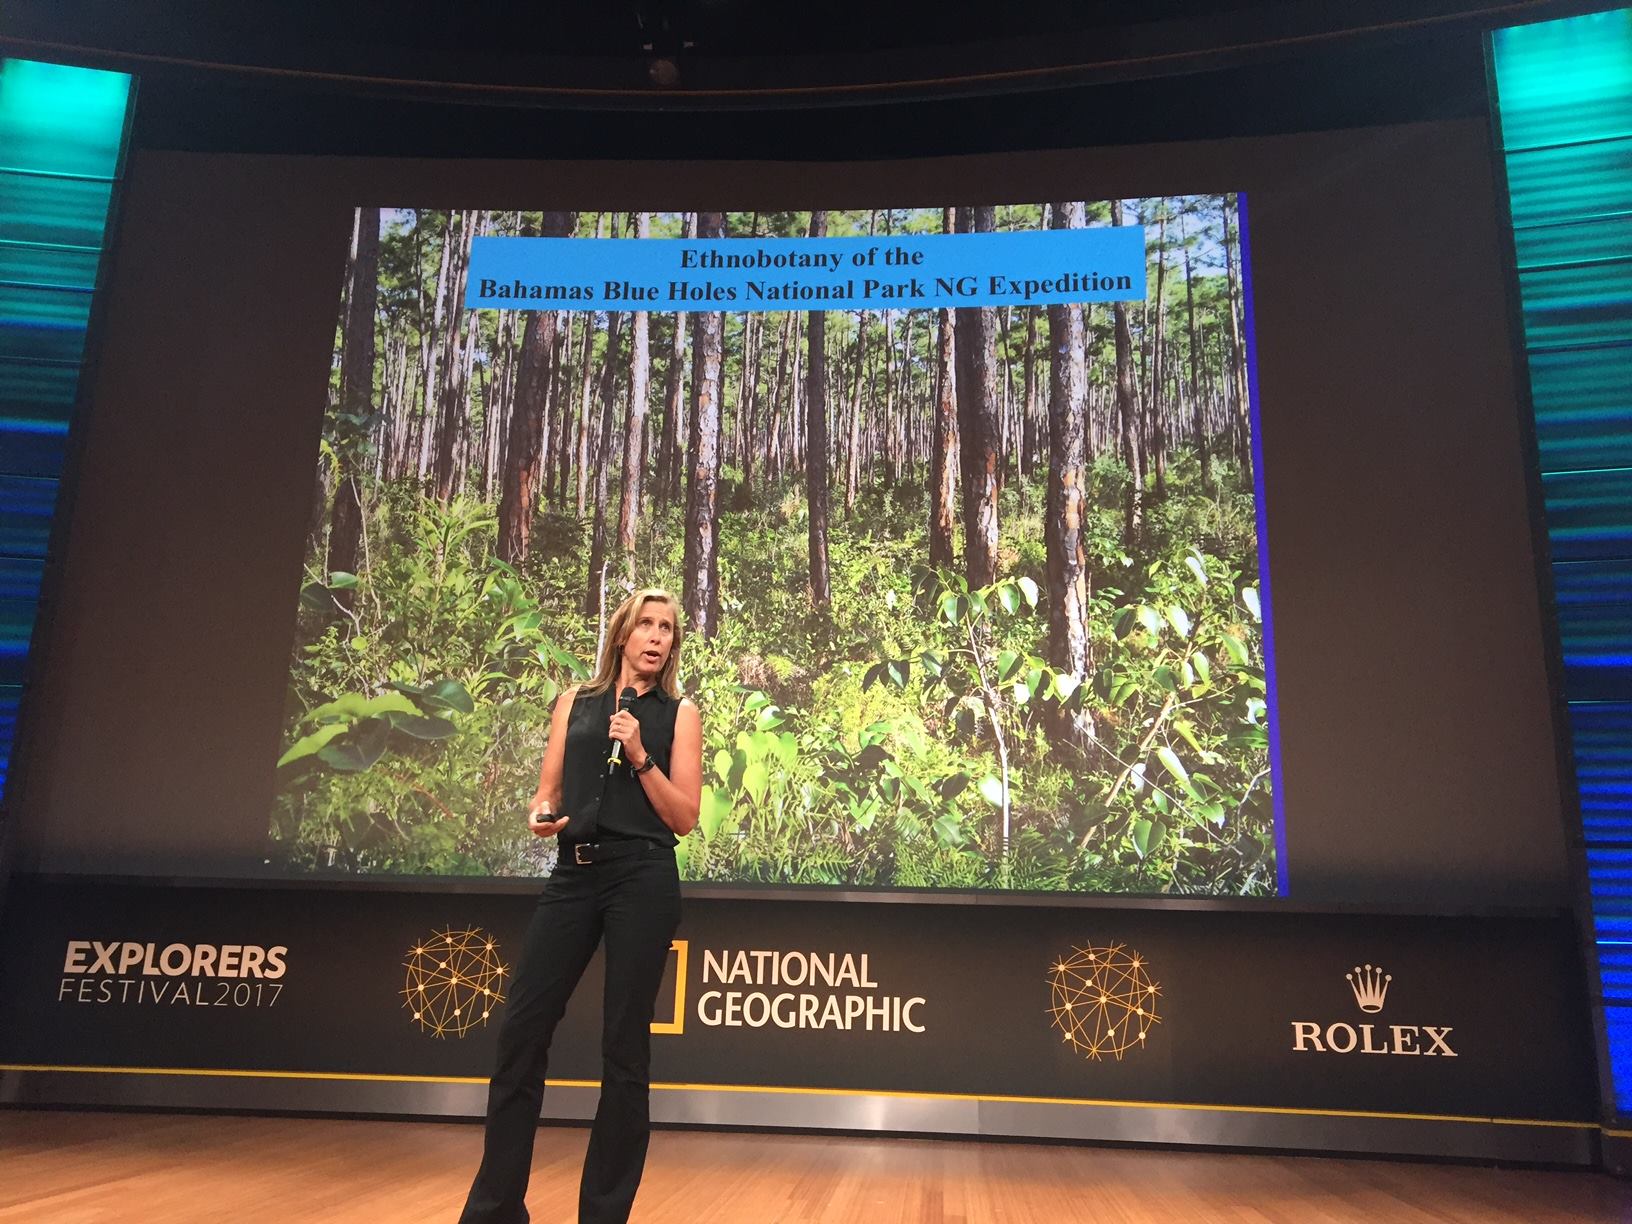 Ethnobotany of the
Bahamas Blue Holes National Park NG Expedition
EXPLORERS
FESTIVAL2017
NATIONAL
GEOGRAPHIC
ROLEX